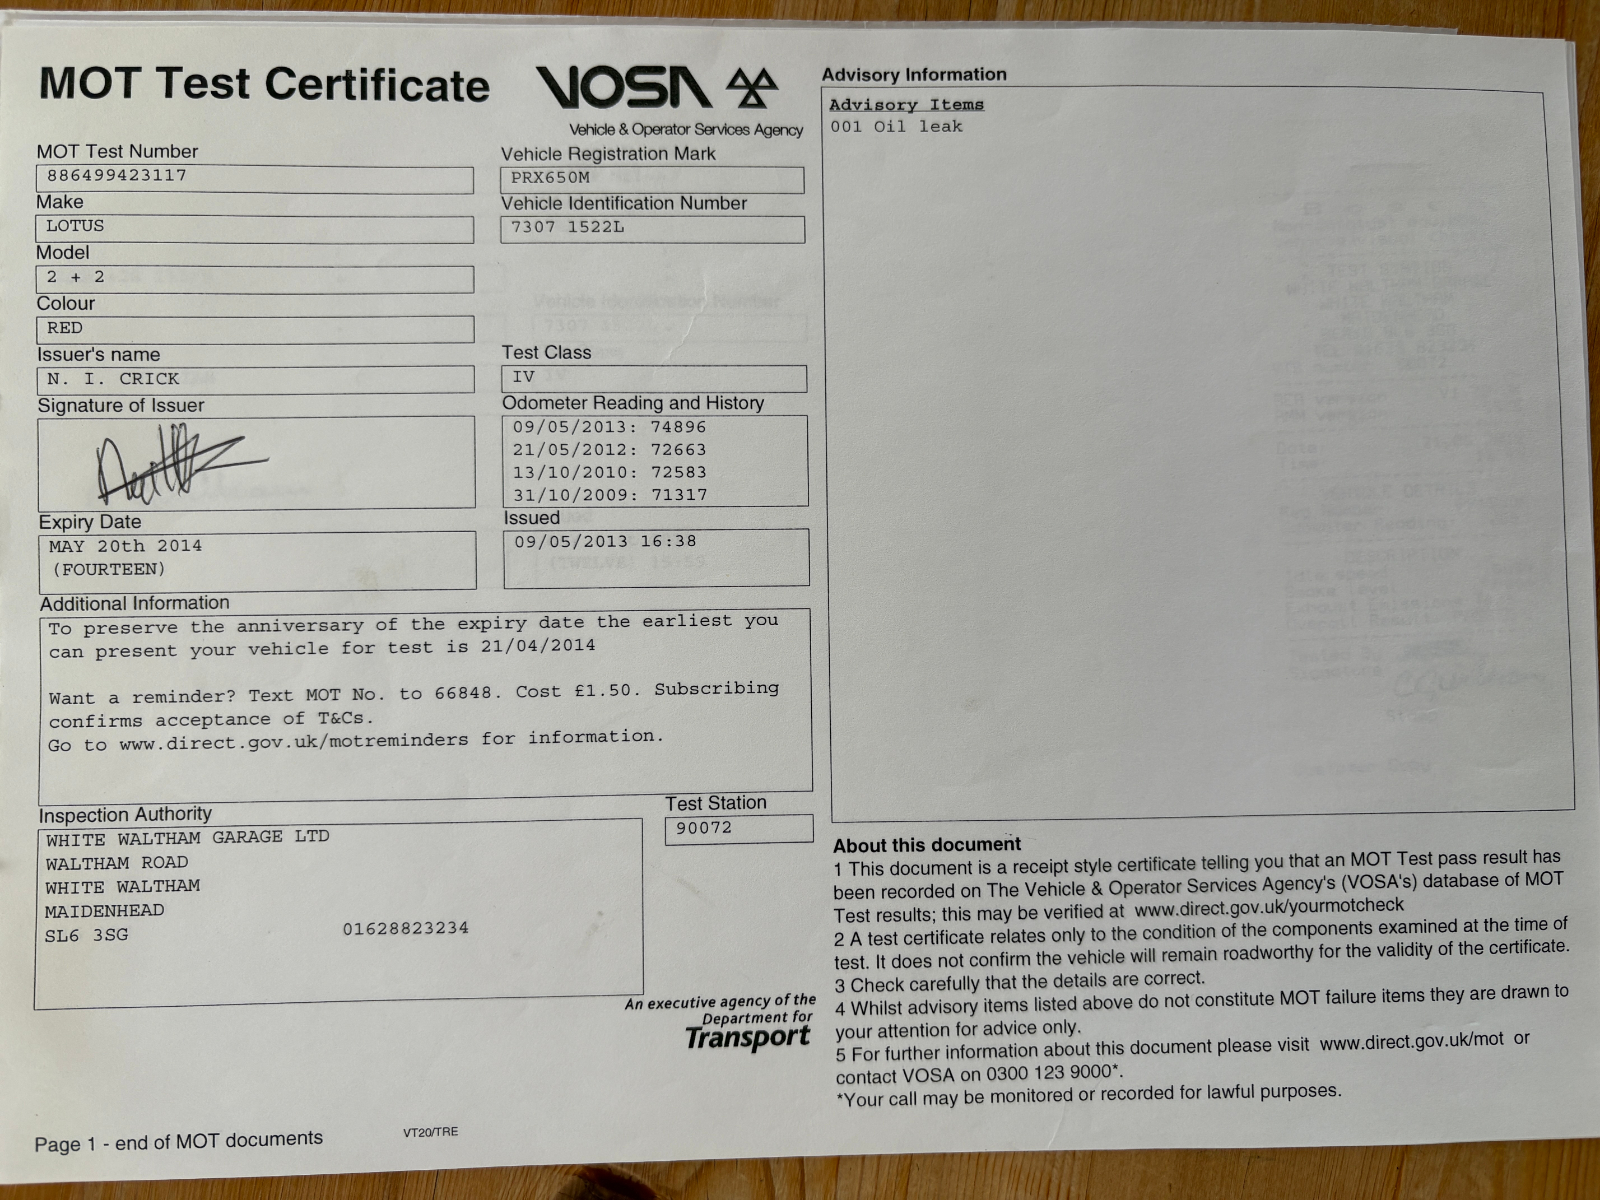 MOT Test Certificate
VOSA
Vehicle & Operator Services Agency
MOT Test Number
886499423117
Vehicle Registration Mark
PRX650M
Make
LOTUS
Vehicle Identification Number
7307 1522L
Model
2 + 2
Colour
RED
Issuer's name
N. I. CRICK
Test Class
IV
Signature of Issuer
Odometer Reading and History
09/05/2013: 74896
21/05/2012: 72663
13/10/2010: 72583
31/10/2009: 71317
Expiry Date
MAY 20th 2014
(FOURTEEN)
Issued
09/05/2013 16:38
Additional Information
To preserve the anniversary of the expiry date the earliest you
can present your vehicle for test is 21/04/2014
Want a reminder? Text MOT No. to 66848. Cost £1.50. Subscribing
confirms acceptance of T&Cs.
Go to www.direct.gov.uk/motreminders for information.
Inspection Authority
WHITE WALTHAM GARAGE LTD
WALTHAM ROAD
WHITE WALTHAM
MAIDENHEAD
SL6 3SG 01628823234
Test Station
90072
An executive agency of the
Department for
Transport
Page 1 - end of MOT documents
VT20/TRE
Advisory Information
Advisory Items
001 Oil leak
About this document
1 This document is a receipt style certificate telling you that an MOT Test pass result has
been recorded on The Vehicle & Operator Services Agency's (VOSA's) database of MOT
Test results; this may be verified at www.direct.gov.uk/yourmotcheck
2 A test certificate relates only to the condition of the components examined at the time of
test. It does not confirm the vehicle will remain roadworthy for the validity of the certificate.
3 Check carefully that the details are correct.
4 Whilst advisory items listed above do not constitute MOT failure items they are drawn to
your attention for advice only.
5 For further information about this document please visit www.direct.gov.uk/mot or
contact VOSA on 0300 123 9000*.
*Your call may be monitored or recorded for lawful purposes.